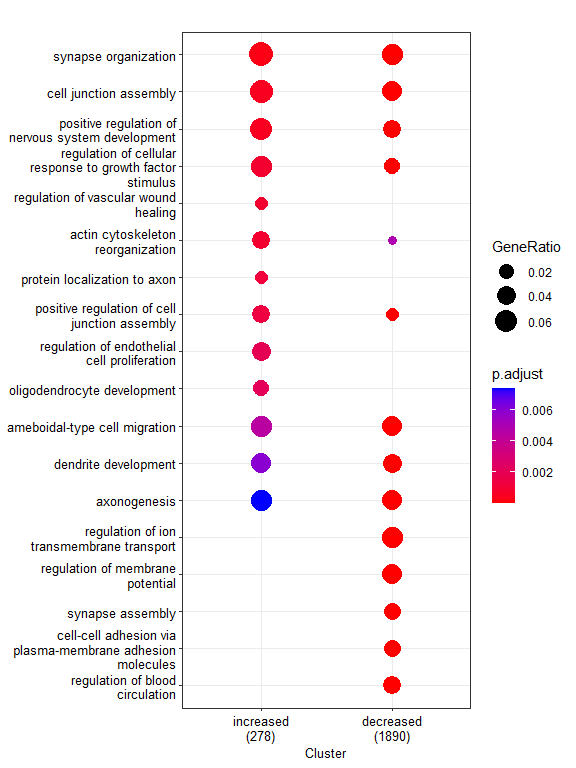 synapse organization
cell junction assembly
positive regulation of
nervous system development
regulation of cellular
response to growth factor
stimulus
regulation of vascular wound
healing
actin cytoskeleton
reorganization
protein localization to axon
positive regulation of cell
junction assembly
regulation of endothelial
cell proliferation
oligodendrocyte development
ameboidal-type cell migration
dendrite development
axonogenesis
regulation of ion
transmembrane transport
regulation of membrane
potential
synapse assembly
cell-cell adhesion via
plasma-membrane adhesion
molecules
regulation of blood
circulation
increased
(278)
decreased
(1890)
Cluster
GeneRatio
0.02
0.04
0.06
p.adjust
0.006
0.004
0.002